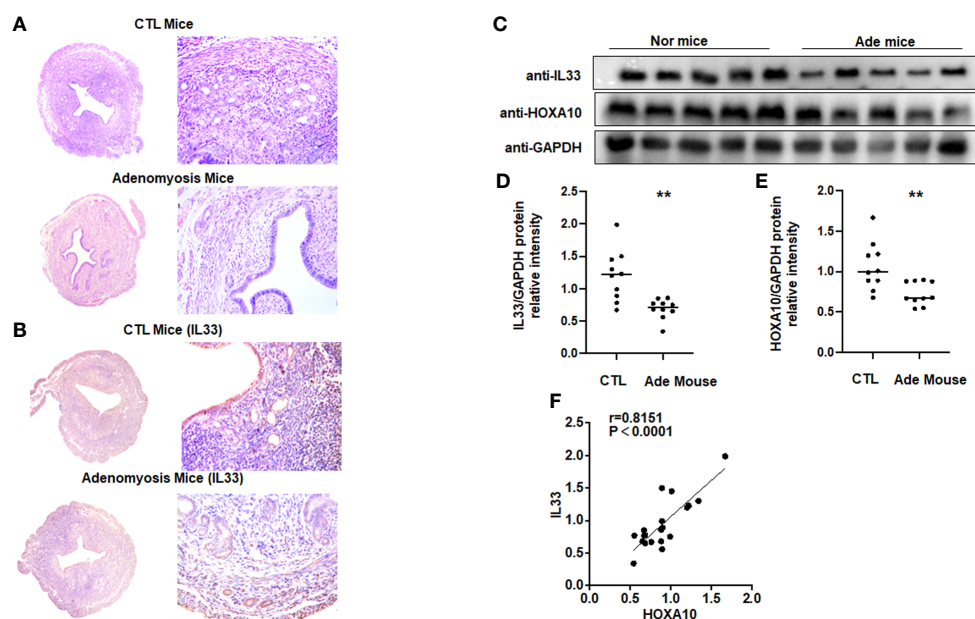 A
CTL Mice
Adenomyosis Mice
B
CTL Mice (IL33)
Adenomyosis Mice (IL33)
C
Nor mice
Ade mice
anti-IL33
anti-HOXA10
anti-GAPDH
D
**
IL33/GAPDH protein
relative intensity
2.5
2.0
1.5
1.0
0.5
0.0
CTL
Ade Mouse
E
**
HOXA10/GAPDH protein
relative intensity
2.0
1.5
1.0
0.5
0.0
CTL
Ade Mouse
F
r=0.8151
P<0.0001
IL33
2.5
2.0
1.5
1.0
0.5
0.0
0.0
0.5
1.0
1.5
2.0
HOXA10